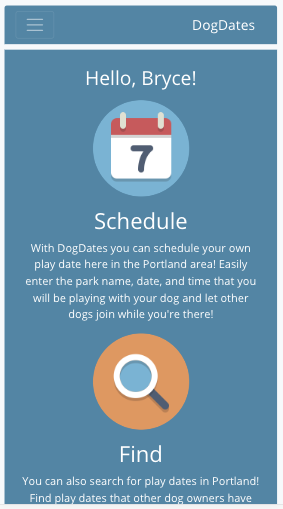 DogDates
Hello, Bryce!
7
Schedule
With DogDates you can schedule your own
play date here in the Portland area! Easily
enter the park name, date, and time that you
will be playing with your dog and let other
dogs join while you're there!
Find
You can also search for play dates in Portland!
Find play dates that other dog owners have